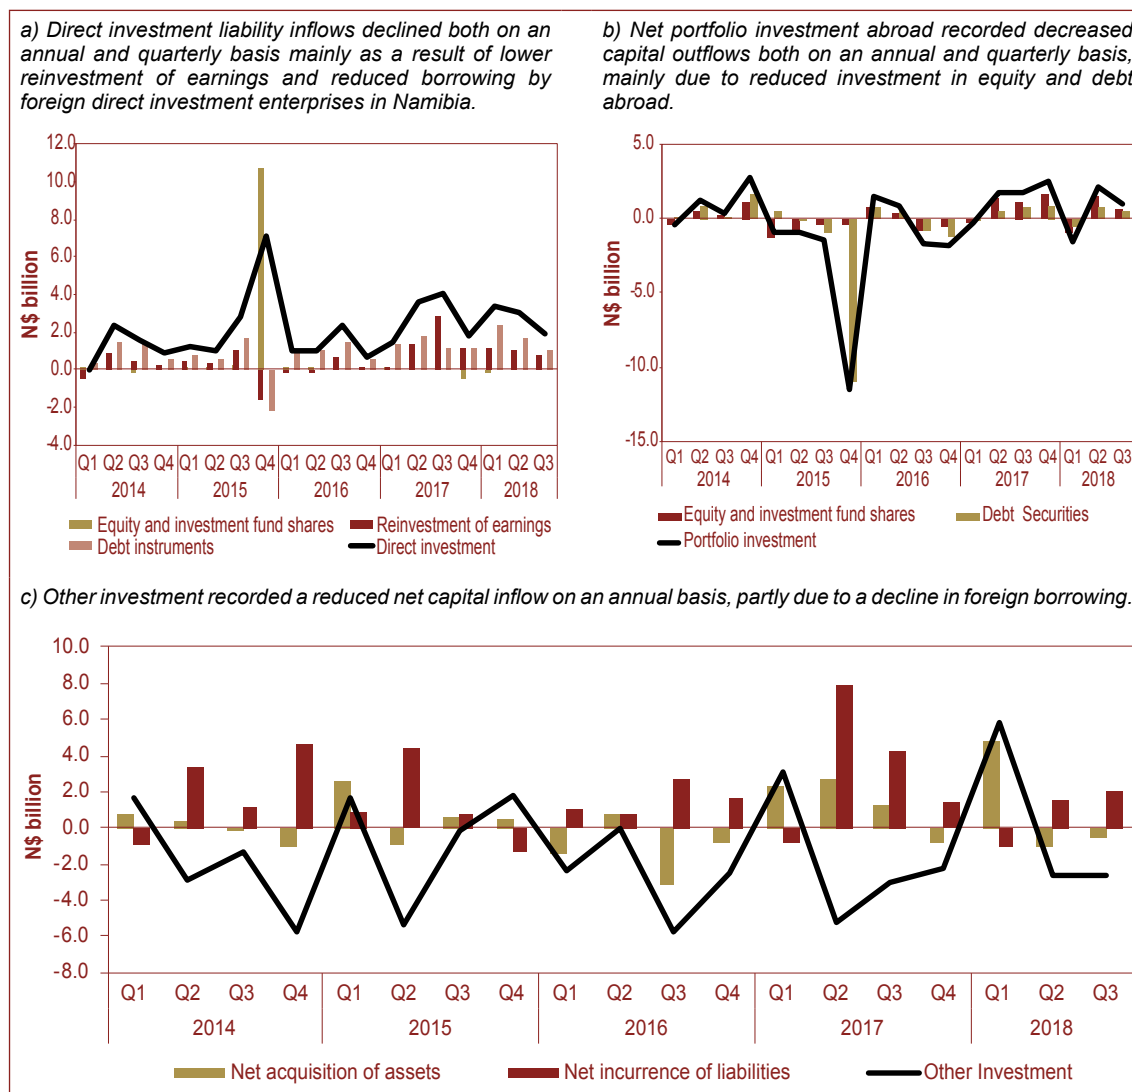 a) Direct investment liability inflows declined both on an
annual and quarterly basis mainly as a result of lower
reinvestment of earnings and reduced borrowing by
foreign direct investment enterprises in Namibia.
12.0
10.0
8.0
6.0
4.0
2.0
0.0
-2.0
-4.0
N$ billion
Q1 Q2 Q3 Q4 Q1 Q2 Q3 Q4 Q1 Q2 Q3 Q4 Q1 Q2 Q3 Q4 Q1 Q2 Q3
2014 2015 2016 2017 2018
Equity and investment fund shares Reinvestment of earnings
Debt instruments Direct investment
b) Net portfolio investment abroad recorded decreased
capital outflows both on an annual and quarterly basis,
mainly due to reduced investment in equity and debt
abroad.
5.0
0.0
-5.0
-10.0
-15.0
N$ billion
Q1 Q2 Q3 Q4 Q1 Q2 Q3 Q4 Q1 Q2 Q3 Q4 Q1 Q2 Q3 Q4 Q1 Q2 Q3
2014 2015 2016 2017 2018
Equity and investment fund shares Debt Securities
Portfolio investment
c) Other investment recorded a reduced net capital inflow on an annual basis, partly due to a decline in foreign borrowing.
10.0
8.0
6.0
4.0
2.0
0.0
-2.0
-4.0
-6.0
-8.0
N$ billion
Q1 Q2 Q3 Q4 Q1 Q2 Q3 Q4 Q1 Q2 Q3 Q4 Q1 Q2 Q3 Q4 Q1 Q2 Q3
2014 2015 2016 2017 2018
Net acquisition of assets Net incurrence of liabilities Other Investment